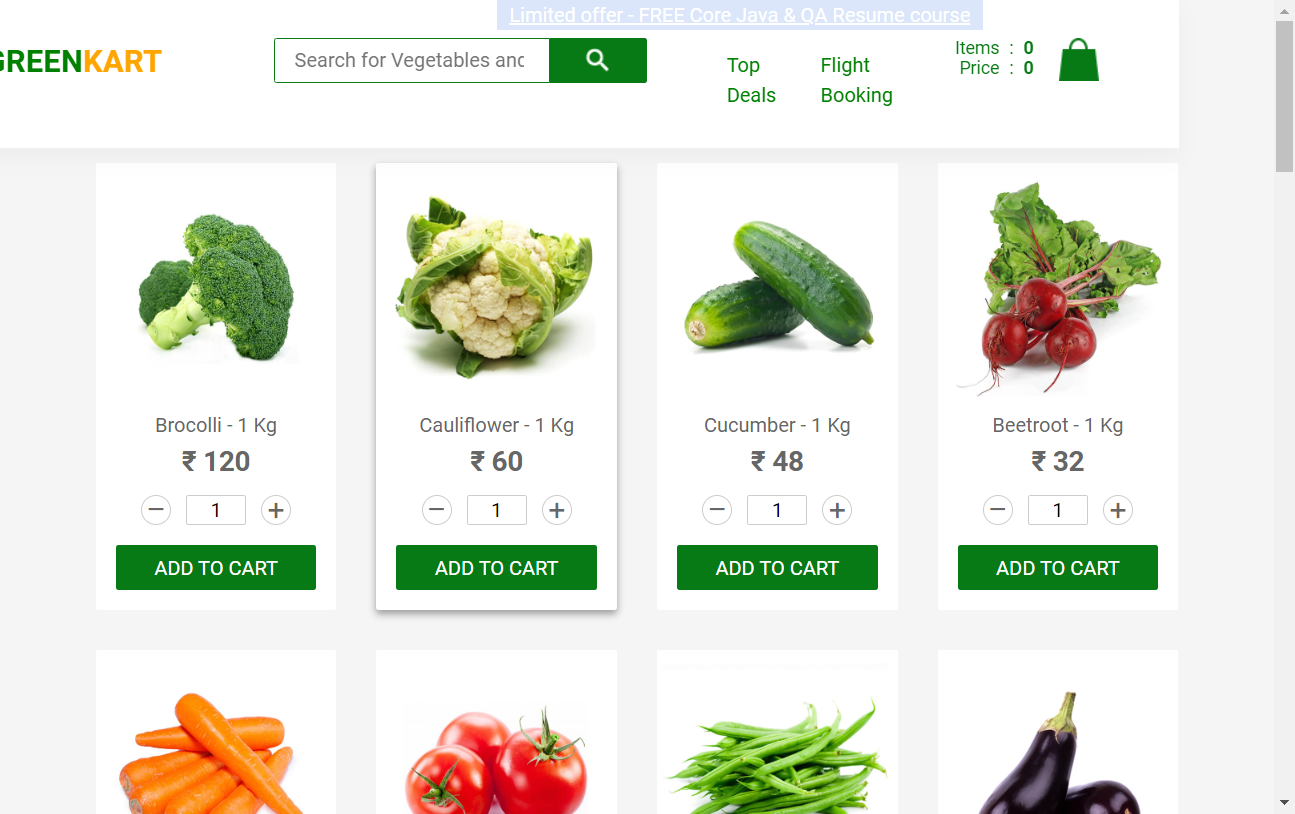 Limited offer - FREE Core Java & QA Resume course
GREENKART
Search for Vegetables and
Top Deals
Flight Booking
Items : 0
Price : 0
Brocolli - 1 Kg
₹ 120
− 1 +
ADD TO CART
Cauliflower - 1 Kg
₹ 60
− 1 +
ADD TO CART
Cucumber - 1 Kg
₹ 48
− 1 +
ADD TO CART
Beetroot - 1 Kg
₹ 32
− 1 +
ADD TO CART